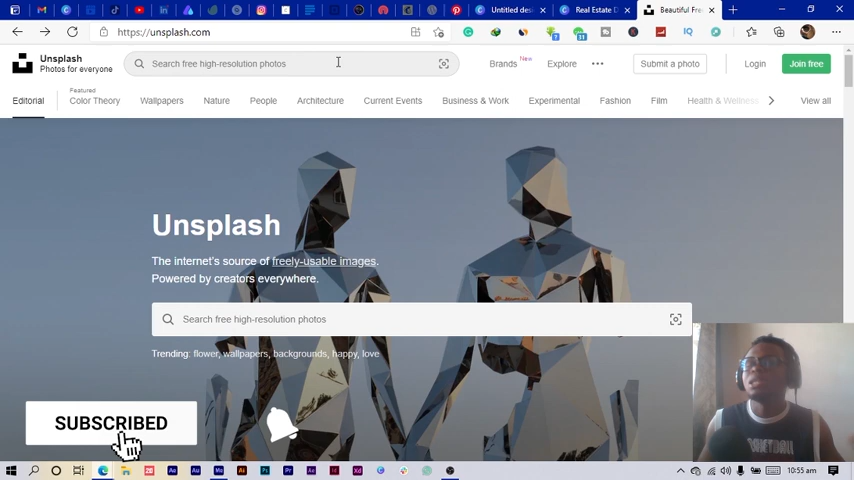 Untitled des
Real Estate D
Beautiful Fre
https://unsplash.com
Unsplash
Photos for everyone
Search free high-resolution photos
Brands New
Explore
Submit a photo
Login
Join free
Editorial
Featured
Color Theory
Wallpapers
Nature
People
Architecture
Current Events
Business & Work
Experimental
Fashion
Film
Health & Wellness
View all
Unsplash
The internet's source of freely-usable images.
Powered by creators everywhere.
Search free high-resolution photos
Trending: flower, wallpapers, backgrounds, happy, love
SUBSCRIBED
10:55 am